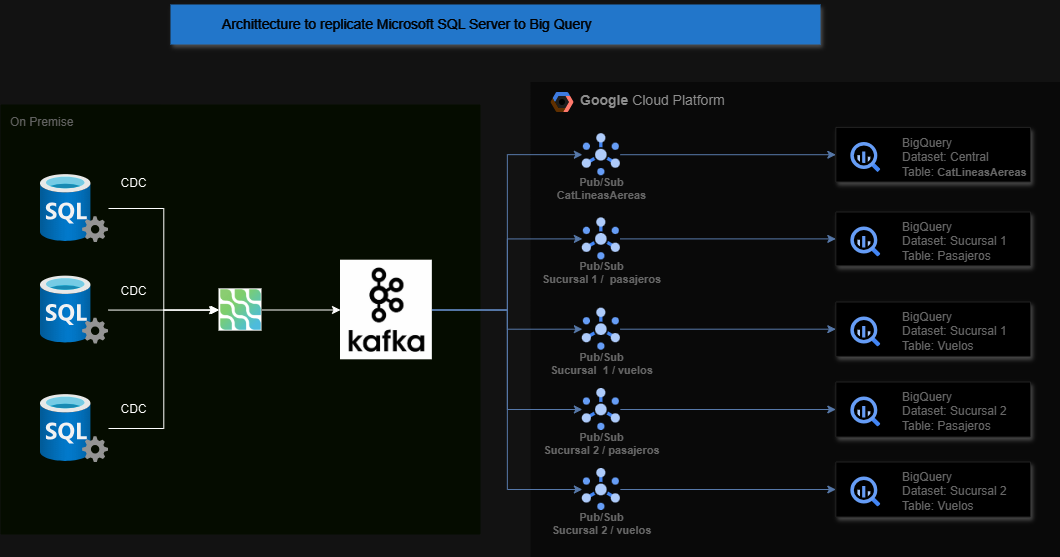 Archittecture to replicate Microsoft SQL Server to Big Query
Google Cloud Platform
On Premise
CDC
SQL
CDC
SQL
CDC
SQL
kafka
Pub/Sub
CatLineasAereas
Pub/Sub
Sucursal 1 / pasajeros
Pub/Sub
Sucursal 1 / vuelos
Pub/Sub
Sucursal 2 / pasajeros
Pub/Sub
Sucursal 2 / vuelos
BigQuery
Dataset: Central
Table: CatLineasAereas
BigQuery
Dataset: Sucursal 1
Table: Pasajeros
BigQuery
Dataset: Sucursal 1
Table: Vuelos
BigQuery
Dataset: Sucursal 2
Table: Pasajeros
BigQuery
Dataset: Sucursal 2
Table: Vuelos